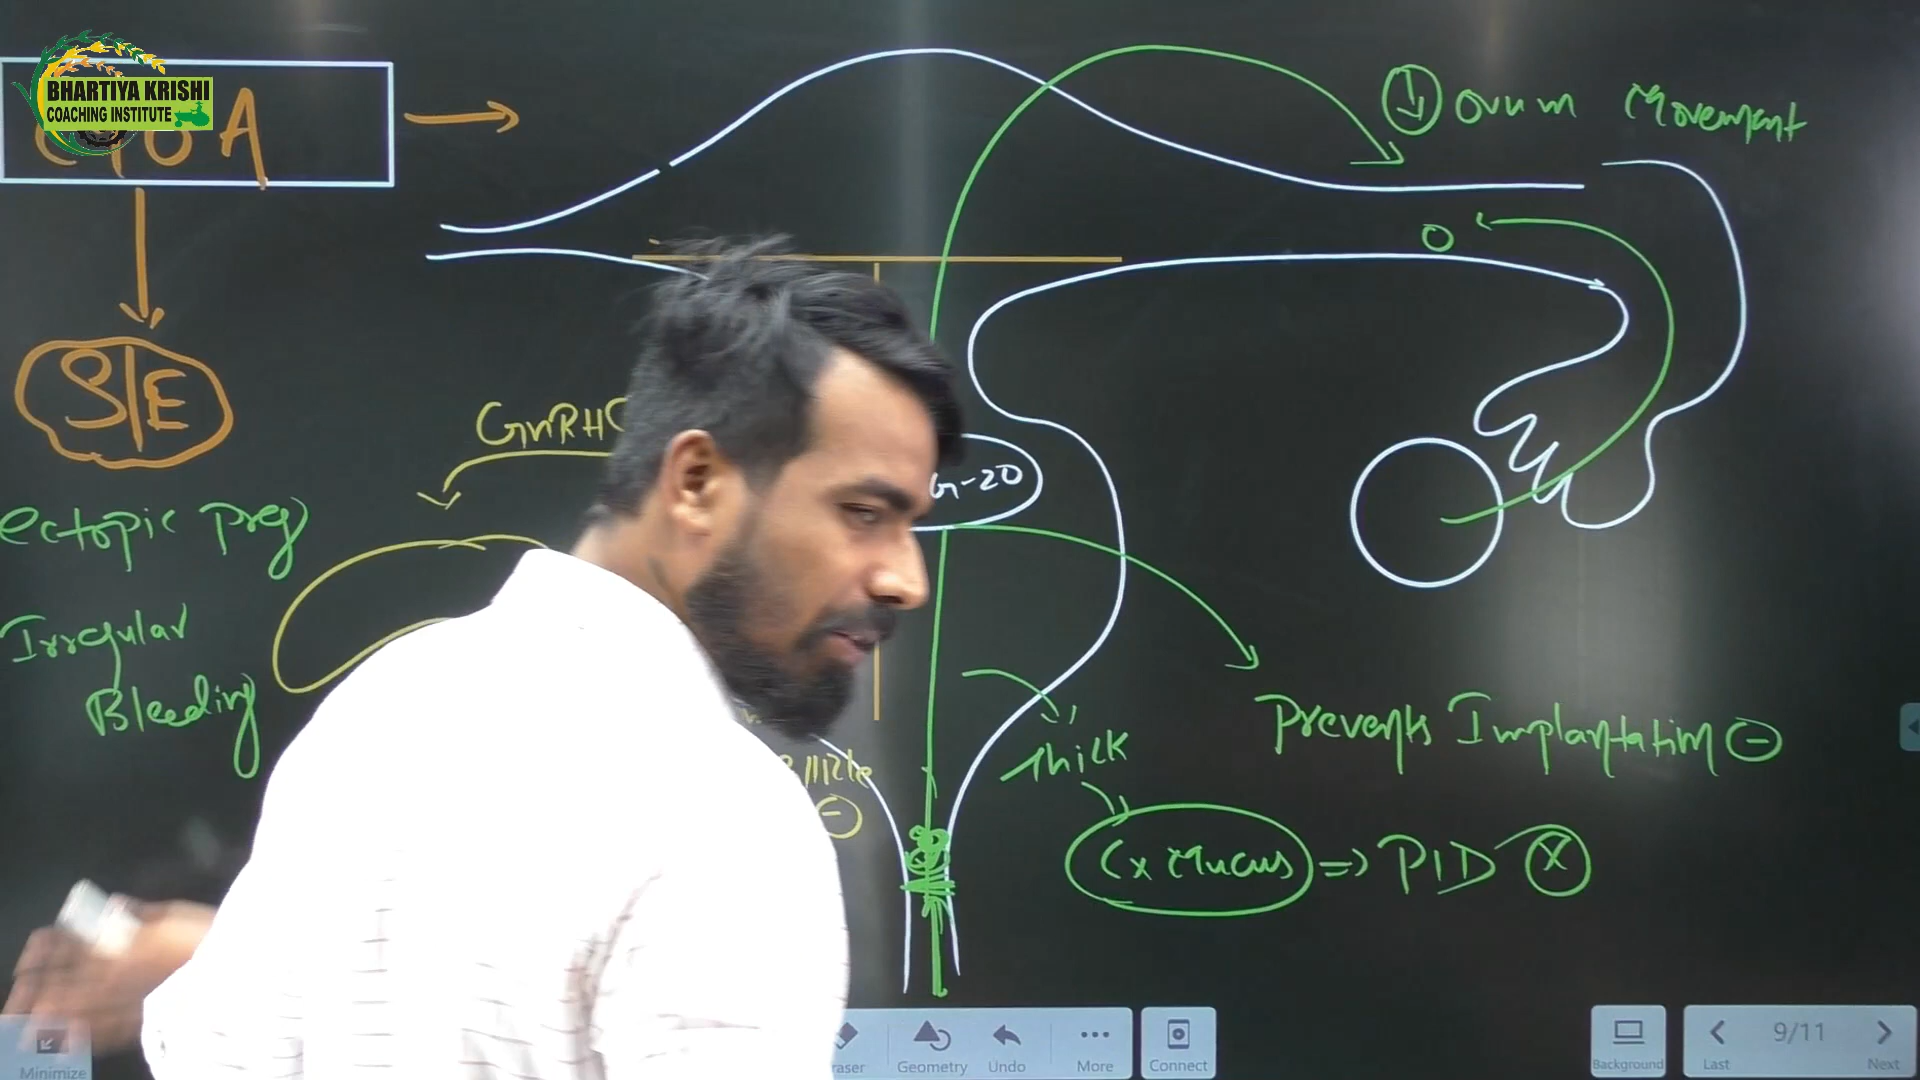 BHARTIYA KRISHI
COACHING INSTITUTE
↓ Ovum Movement
S/E
GnRH
G-20
ectopic Preg
Irregular
Bleeding
Prevents Implantation ⊖
Thick
Cx Mucus => PID ⓧ
Geometry
Undo
More
Connect
Background
9/11
Last
Next
Minimize